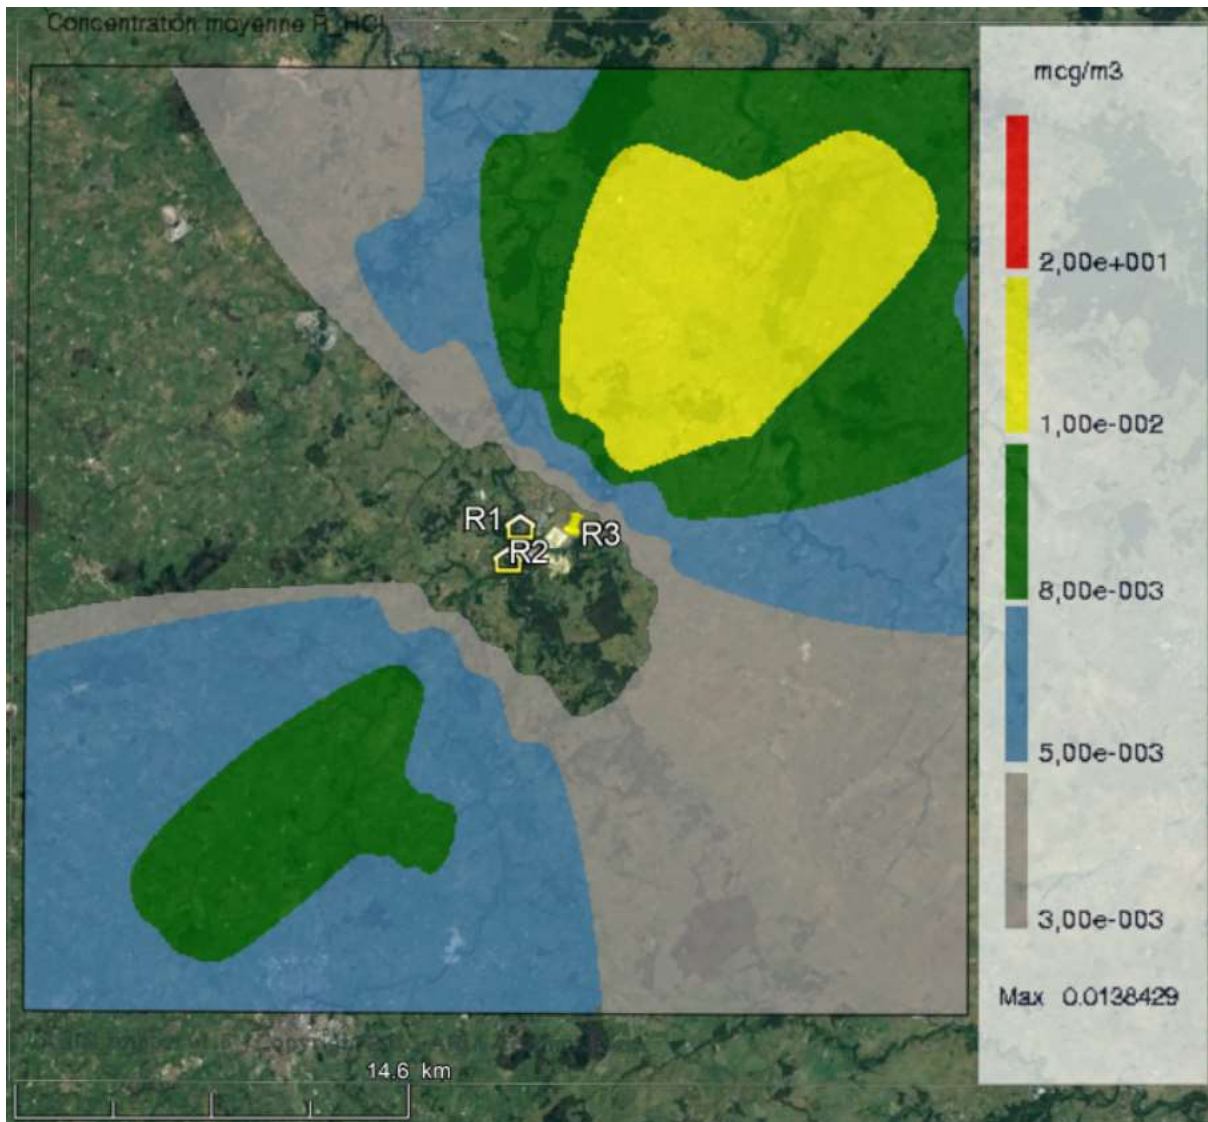 Concentration moyenne R_HCl
mcg/m3
2,00e+001
1,00e-002
8,00e-003
5,00e-003
3,00e-003
Max 0.0138429
R1
R2
R3
14.6 km